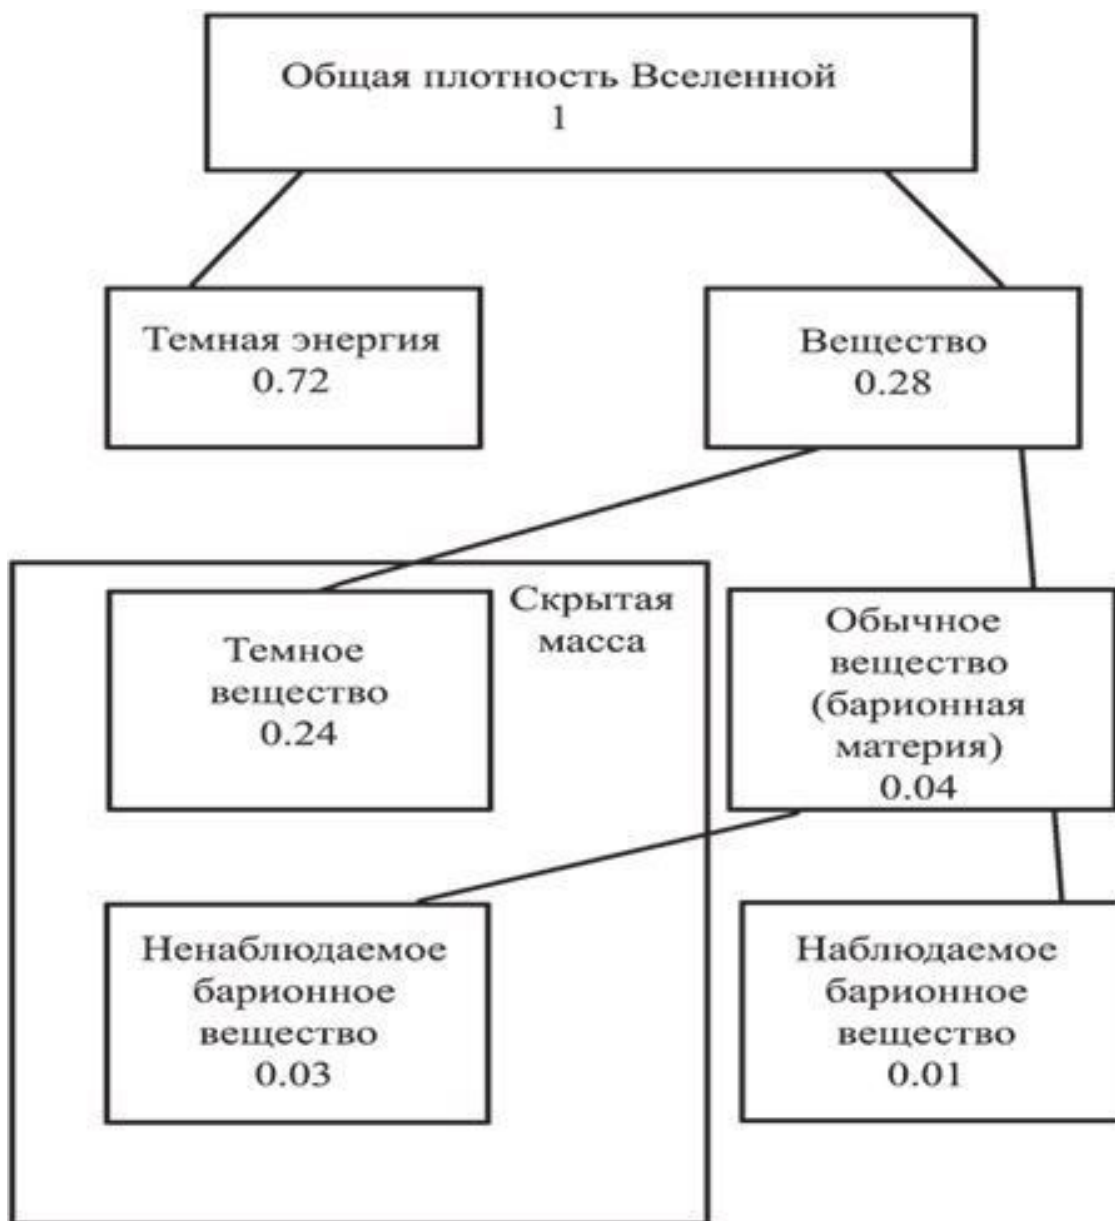 Общая плотность Вселенной
1
Темная энергия
0.72
Вещество
0.28
Скрытая
масса
Темное
вещество
0.24
Обычное
вещество
(барионная
материя)
0.04
Ненаблюдаемое
барионное
вещество
0.03
Наблюдаемое
барионное
вещество
0.01